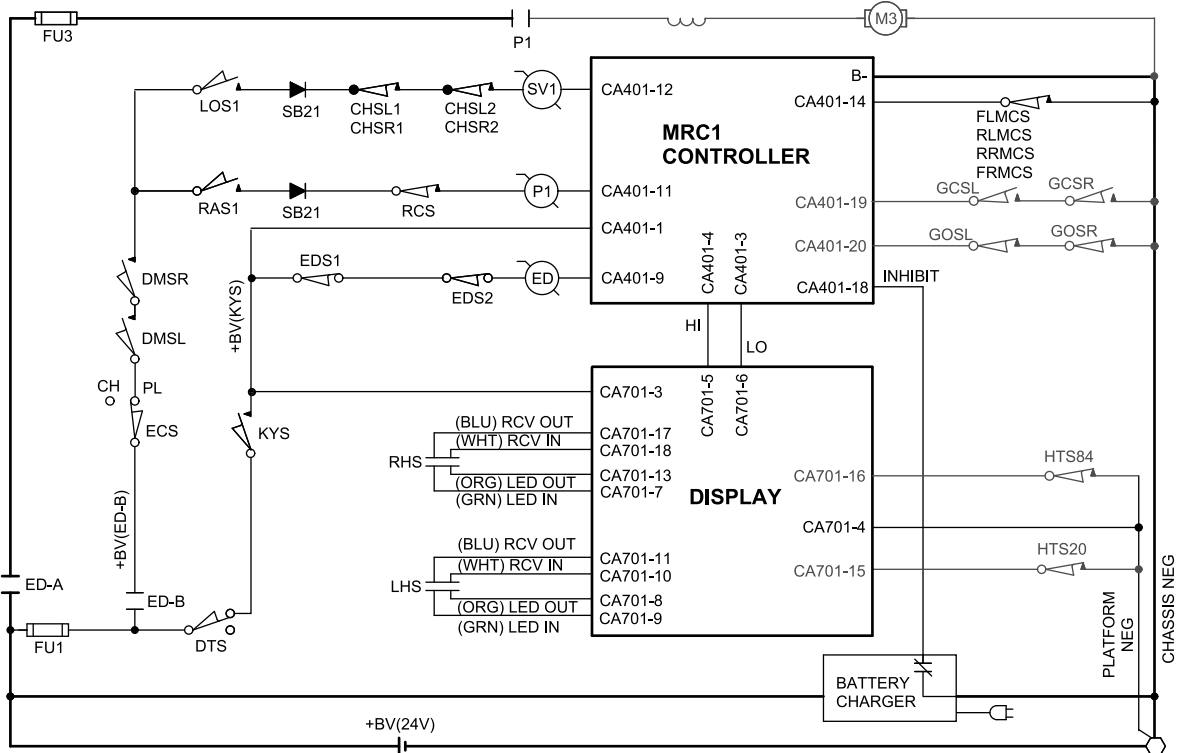 FU3
P1
M3
LOS1
SB21
CHSL1
CHSR1
CHSL2
CHSR2
SV1
CA401-12
MRC1
CONTROLLER
B-
CA401-14
FLMCS
RLMCS
RRMCS
FRMCS
RAS1
SB21
RCS
P1
CA401-11
CA401-1
CA401-19
GCSL
GCSR
CA401-20
GOSL
GOSR
EDS1
EDS2
ED
CA401-9
CA401-4
CA401-3
CA401-18
INHIBIT
DMSR
DMSL
+BV(KYS)
HI
LO
CH
PL
ECS
KYS
CA701-3
CA701-5
CA701-6
(BLU) RCV OUT
(WHT) RCV IN
RHS
(ORG) LED OUT
(GRN) LED IN
CA701-17
CA701-18
CA701-13
CA701-7
DISPLAY
CA701-16
HTS84
CA701-4
CA701-15
HTS20
(BLU) RCV OUT
(WHT) RCV IN
LHS
(ORG) LED OUT
(GRN) LED IN
CA701-11
CA701-10
CA701-8
CA701-9
+BV(ED-B)
ED-A
ED-B
FU1
DTS
PLATFORM
NEG
CHASSIS NEG
BATTERY
CHARGER
+BV(24V)